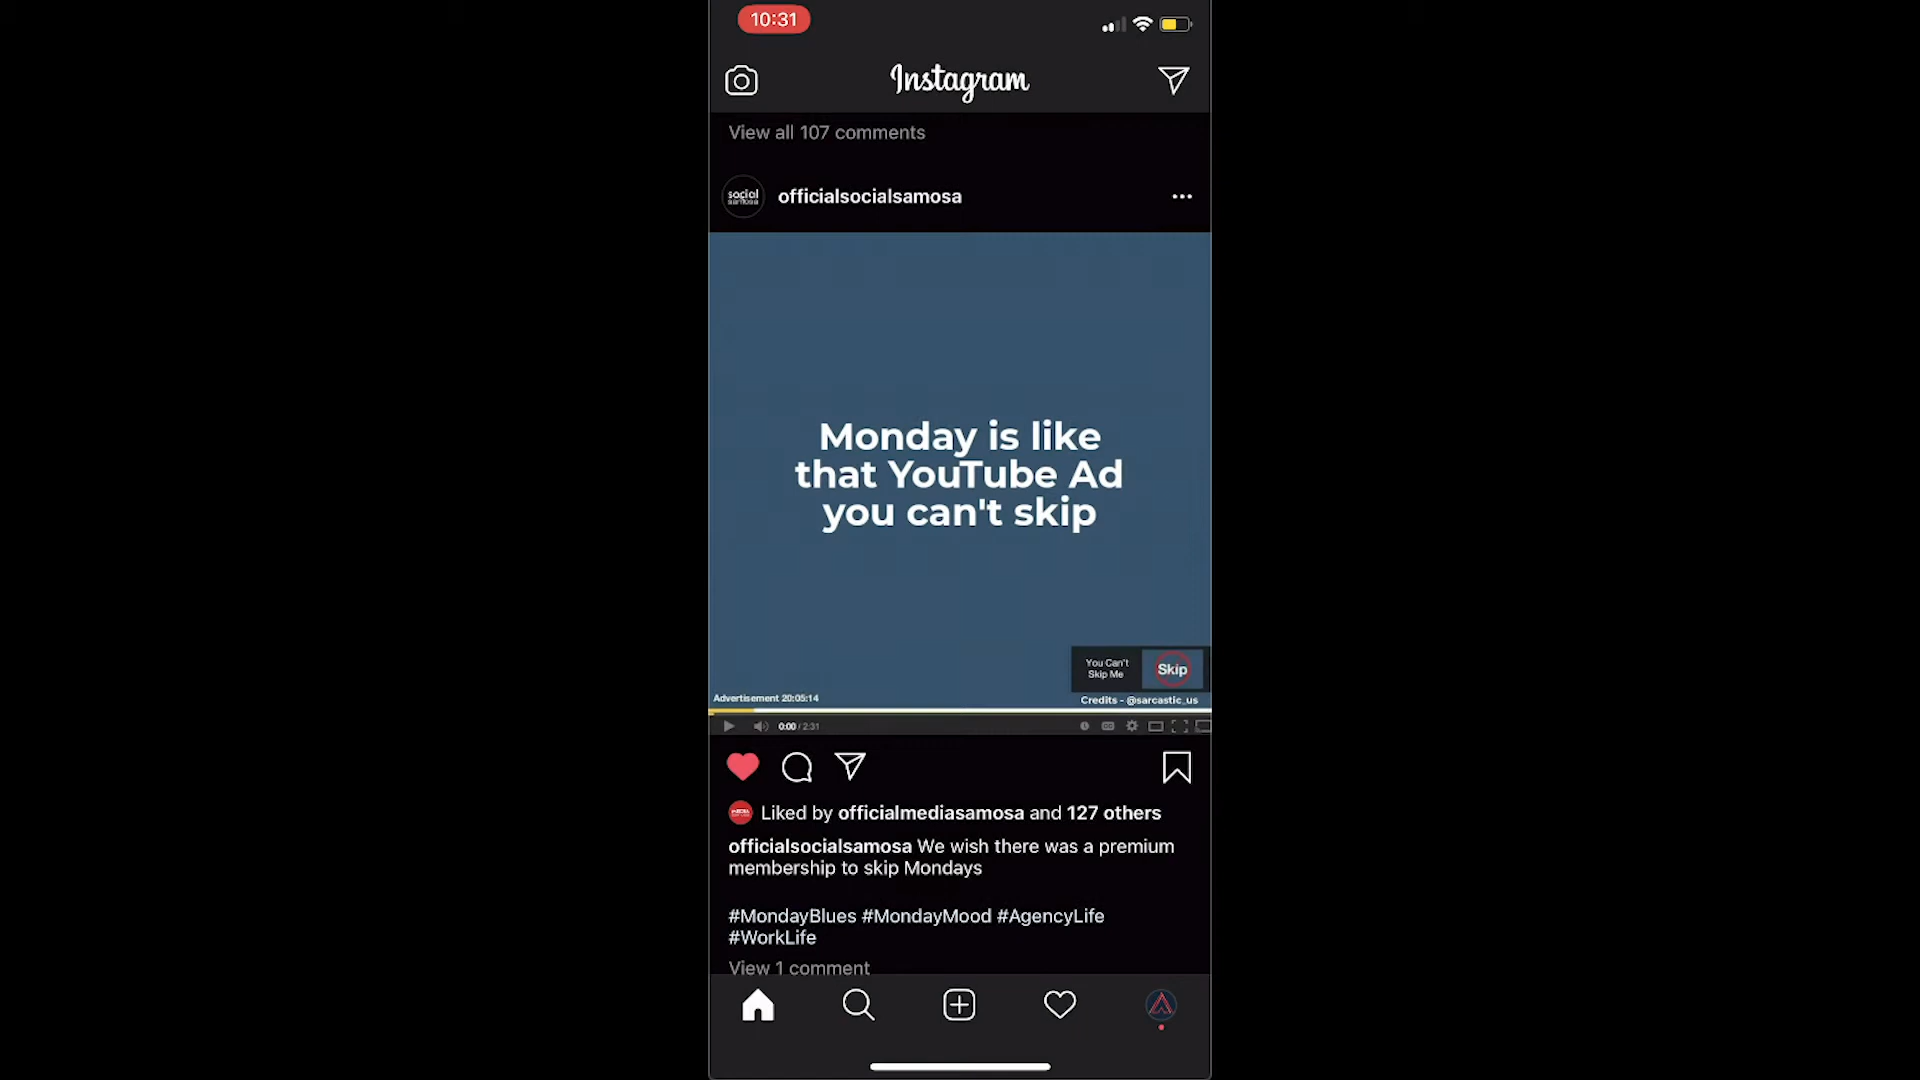 10:31
Instagram
View all 107 comments
social
samosa
officialsocialsamosa
Monday is like
that YouTube Ad
you can't skip
You Can't
Skip Me
Skip
Advertisement 20:05:14
Credits - @sarcastic_us
0:00 / 2:31
Liked by officialmediasamosa and 127 others
officialsocialsamosa We wish there was a premium
membership to skip Mondays
#MondayBlues #MondayMood #AgencyLife
#WorkLife
View 1 comment